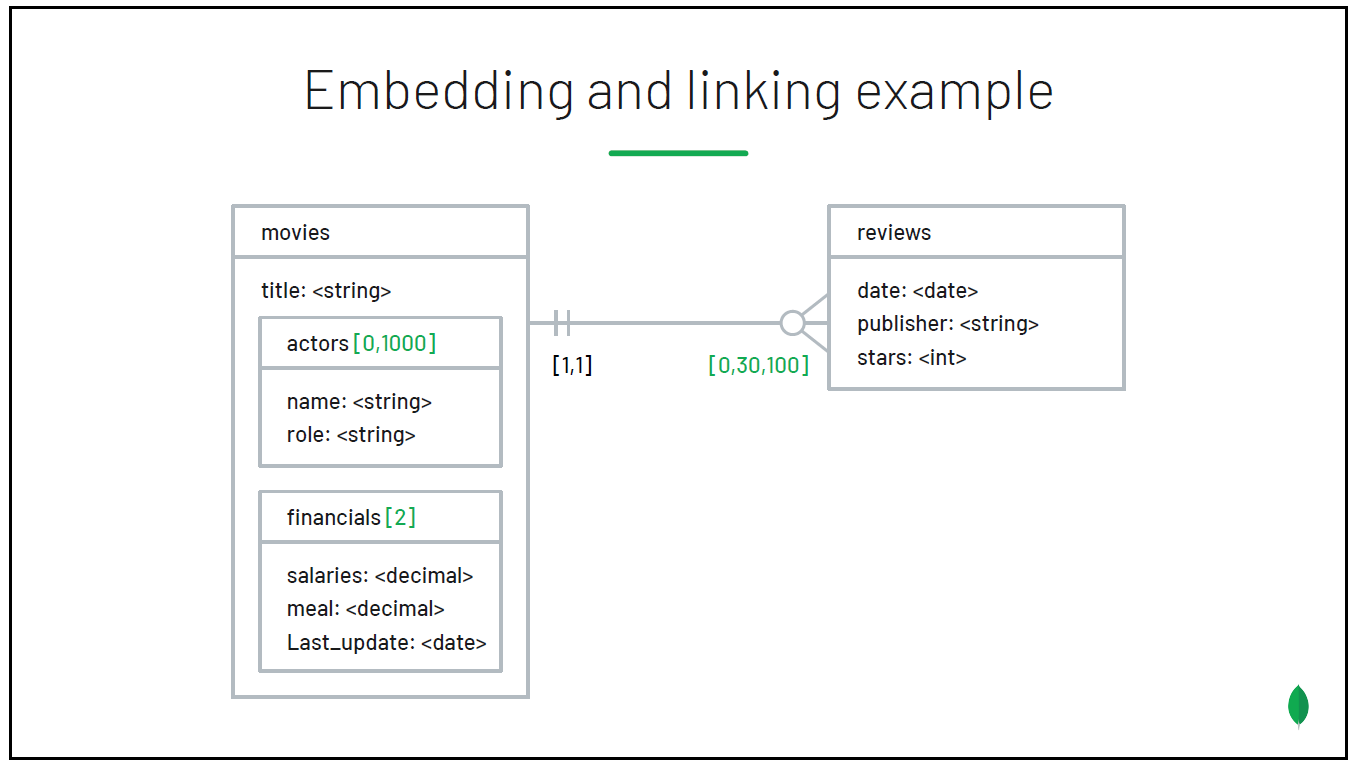 Embedding and linking example
movies
title: <string>
actors [0,1000]
name: <string>
role: <string>
financials [2]
salaries: <decimal>
meal: <decimal>
Last_update: <date>
[1,1]
[0,30,100]
reviews
date: <date>
publisher: <string>
stars: <int>